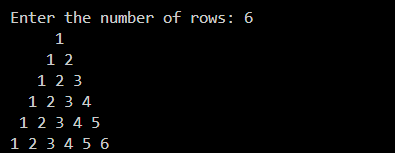 Enter the number of rows: 6
     1
    1 2
   1 2 3
  1 2 3 4
 1 2 3 4 5
1 2 3 4 5 6